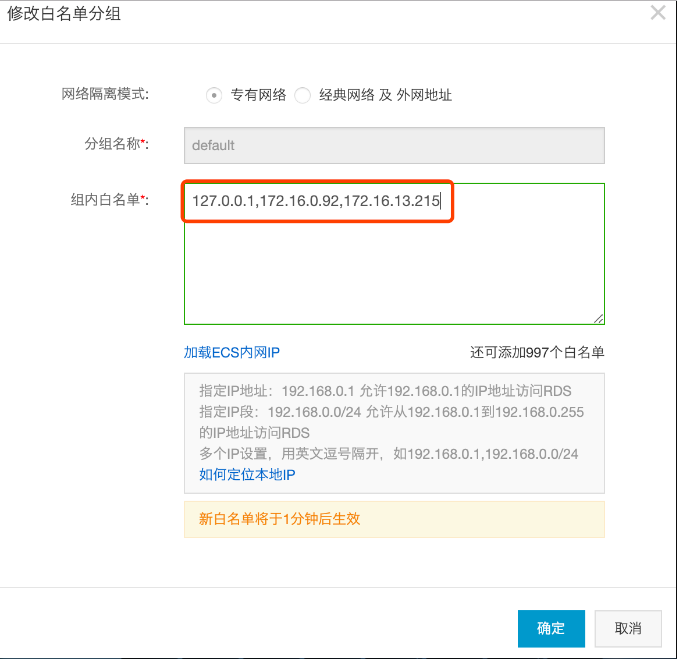 修改白名单分组
网络隔离模式: 专有网络 经典网络 及 外网地址
分组名称*: default
组内白名单*: 127.0.0.1,172.16.0.92,172.16.13.215
加载ECS内网IP 还可添加997个白名单
指定IP地址：192.168.0.1 允许192.168.0.1的IP地址访问RDS
指定IP段：192.168.0.0/24 允许从192.168.0.1到192.168.0.255
的IP地址访问RDS
多个IP设置，用英文逗号隔开，如192.168.0.1,192.168.0.0/24
如何定位本地IP
新白名单将于1分钟后生效
确定 取消